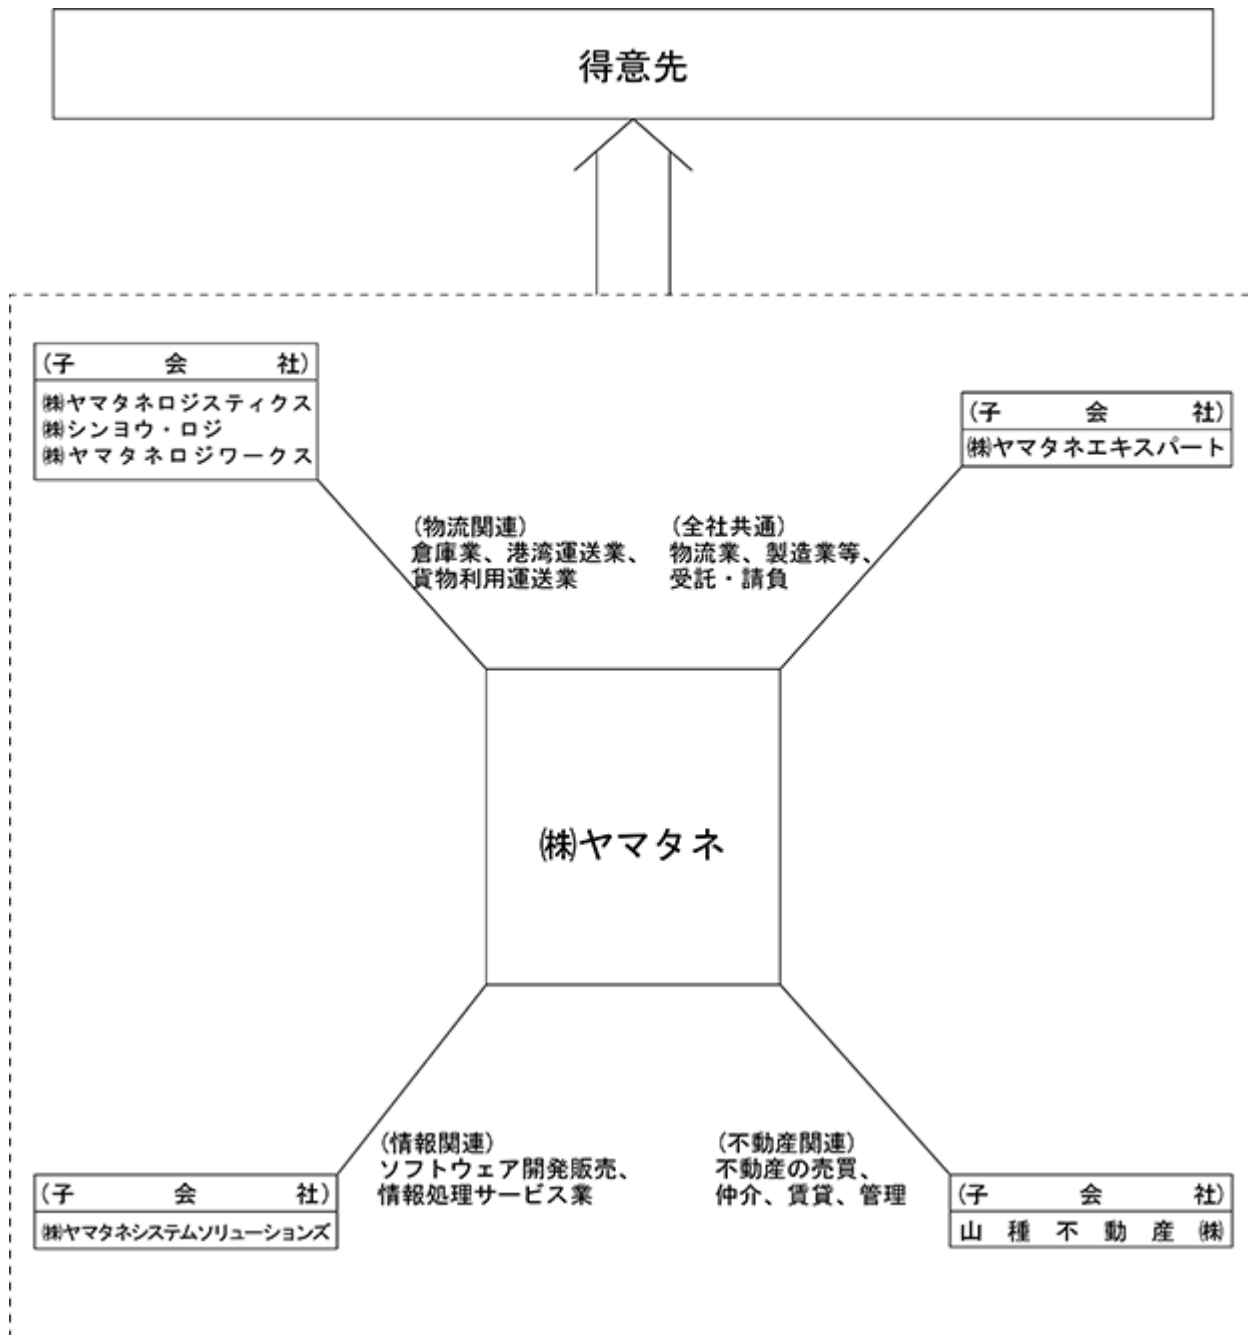 得意先
(子会社)
㈱ヤマタネロジスティクス
㈱シンヨウ・ロジ
㈱ヤマタネロジワークス
(子会社)
㈱ヤマタネエキスパート
(物流関連)
倉庫業、港湾運送業、
貨物利用運送業
(全社共通)
物流業、製造業等、
受託・請負
㈱ヤマタネ
(情報関連)
ソフトウェア開発販売、
情報処理サービス業
(不動産関連)
不動産の売買、
仲介、賃貸、管理
(子会社)
㈱ヤマタネシステムソリューションズ
(子会社)
山種不動産㈱